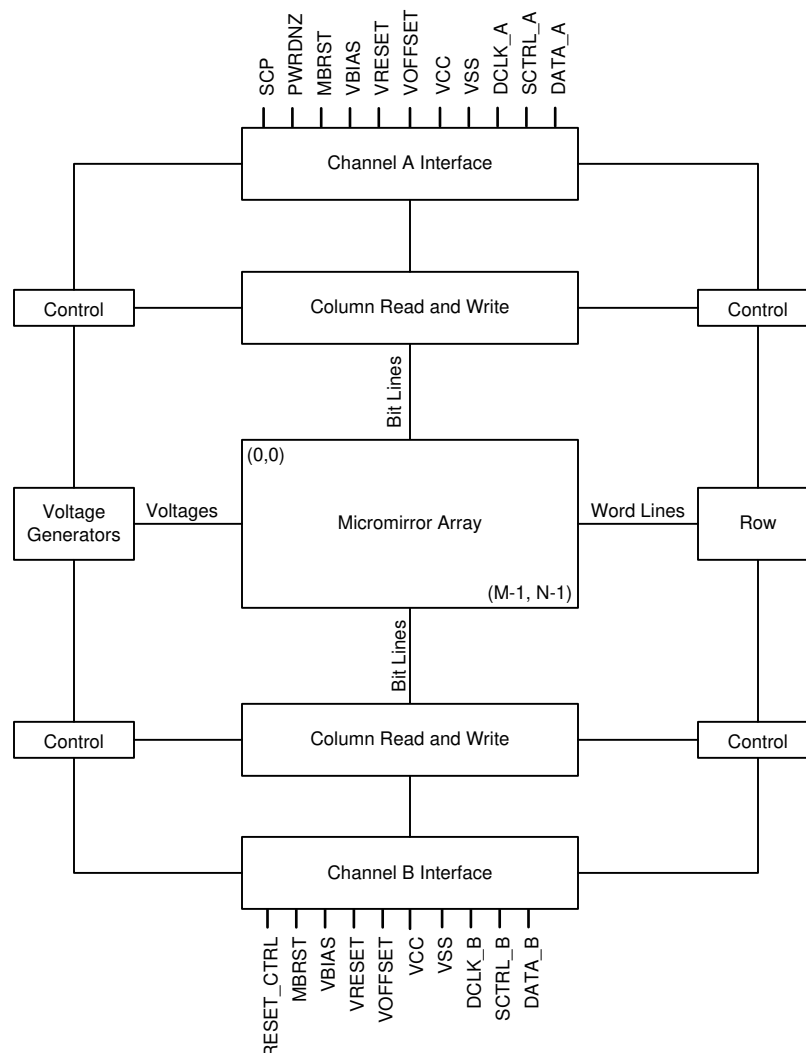 SCP
PWRDNZ
MBRST
VBIAS
VRESET
VOFFSET
VCC
VSS
DCLK_A
SCTRL_A
DATA_A
Channel A Interface
Control
Column Read and Write
Control
Bit Lines
(0,0)
Voltage
Generators
Voltages
Micromirror Array
Word Lines
Row
(M-1, N-1)
Bit Lines
Control
Column Read and Write
Control
Channel B Interface
RESET_CTRL
MBRST
VBIAS
VRESET
VOFFSET
VCC
VSS
DCLK_B
SCTRL_B
DATA_B